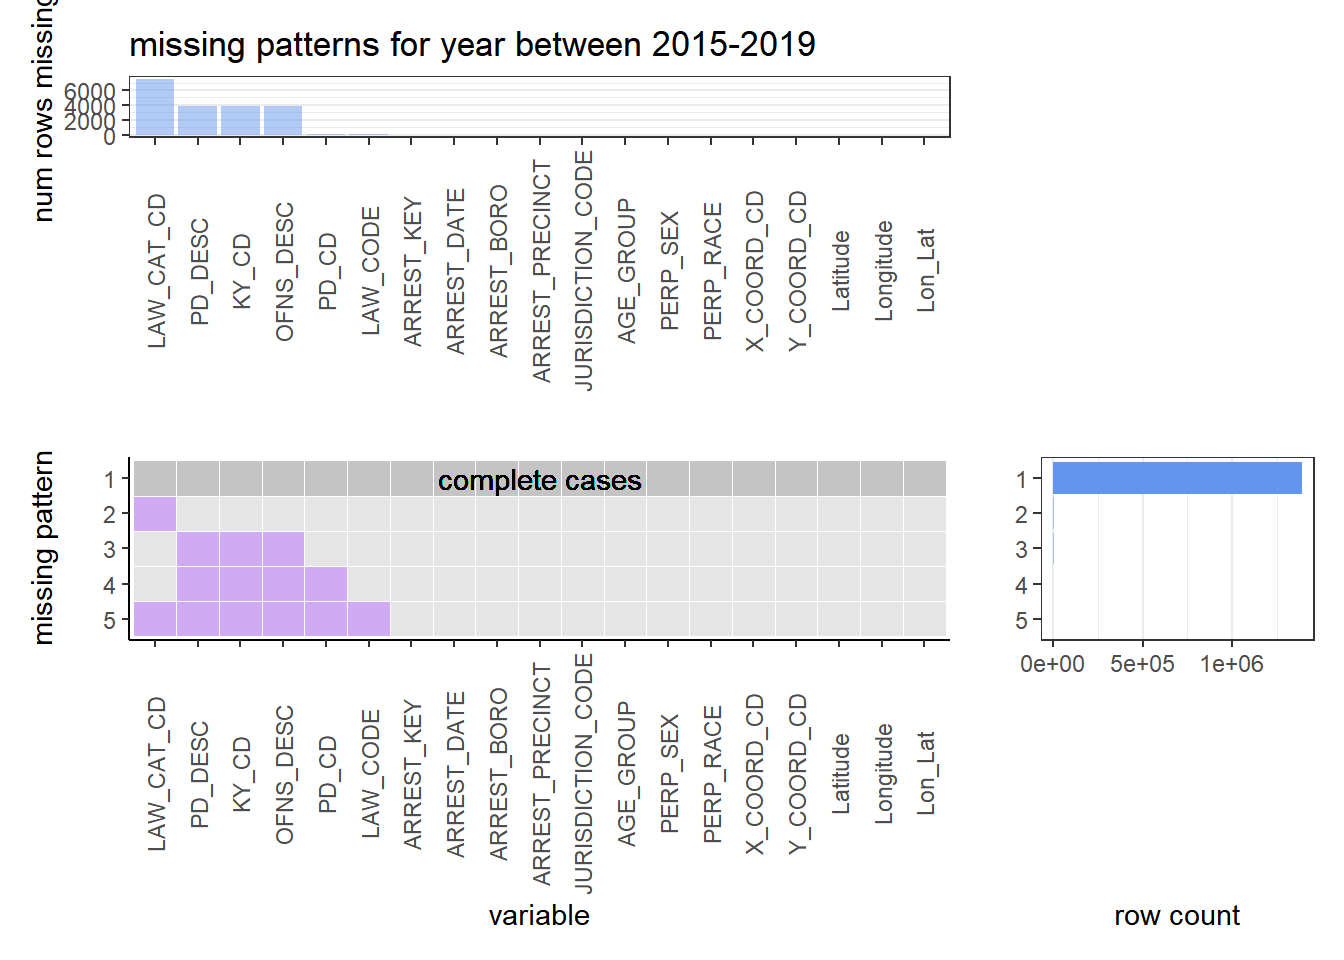 missing patterns for year between 2015-2019
num rows missing
6000
4000
2000
0
LAW_CAT_CD
PD_DESC
KY_CD
OFNS_DESC
PD_CD
LAW_CODE
ARREST_KEY
ARREST_DATE
ARREST_BORO
ARREST_PRECINCT
JURISDICTION_CODE
AGE_GROUP
PERP_SEX
PERP_RACE
X_COORD_CD
Y_COORD_CD
Latitude
Longitude
Lon_Lat
missing pattern
1
2
3
4
5
complete cases
LAW_CAT_CD
PD_DESC
KY_CD
OFNS_DESC
PD_CD
LAW_CODE
ARREST_KEY
ARREST_DATE
ARREST_BORO
ARREST_PRECINCT
JURISDICTION_CODE
AGE_GROUP
PERP_SEX
PERP_RACE
X_COORD_CD
Y_COORD_CD
Latitude
Longitude
Lon_Lat
variable
1
2
3
4
5
0e+00
5e+05
1e+06
row count